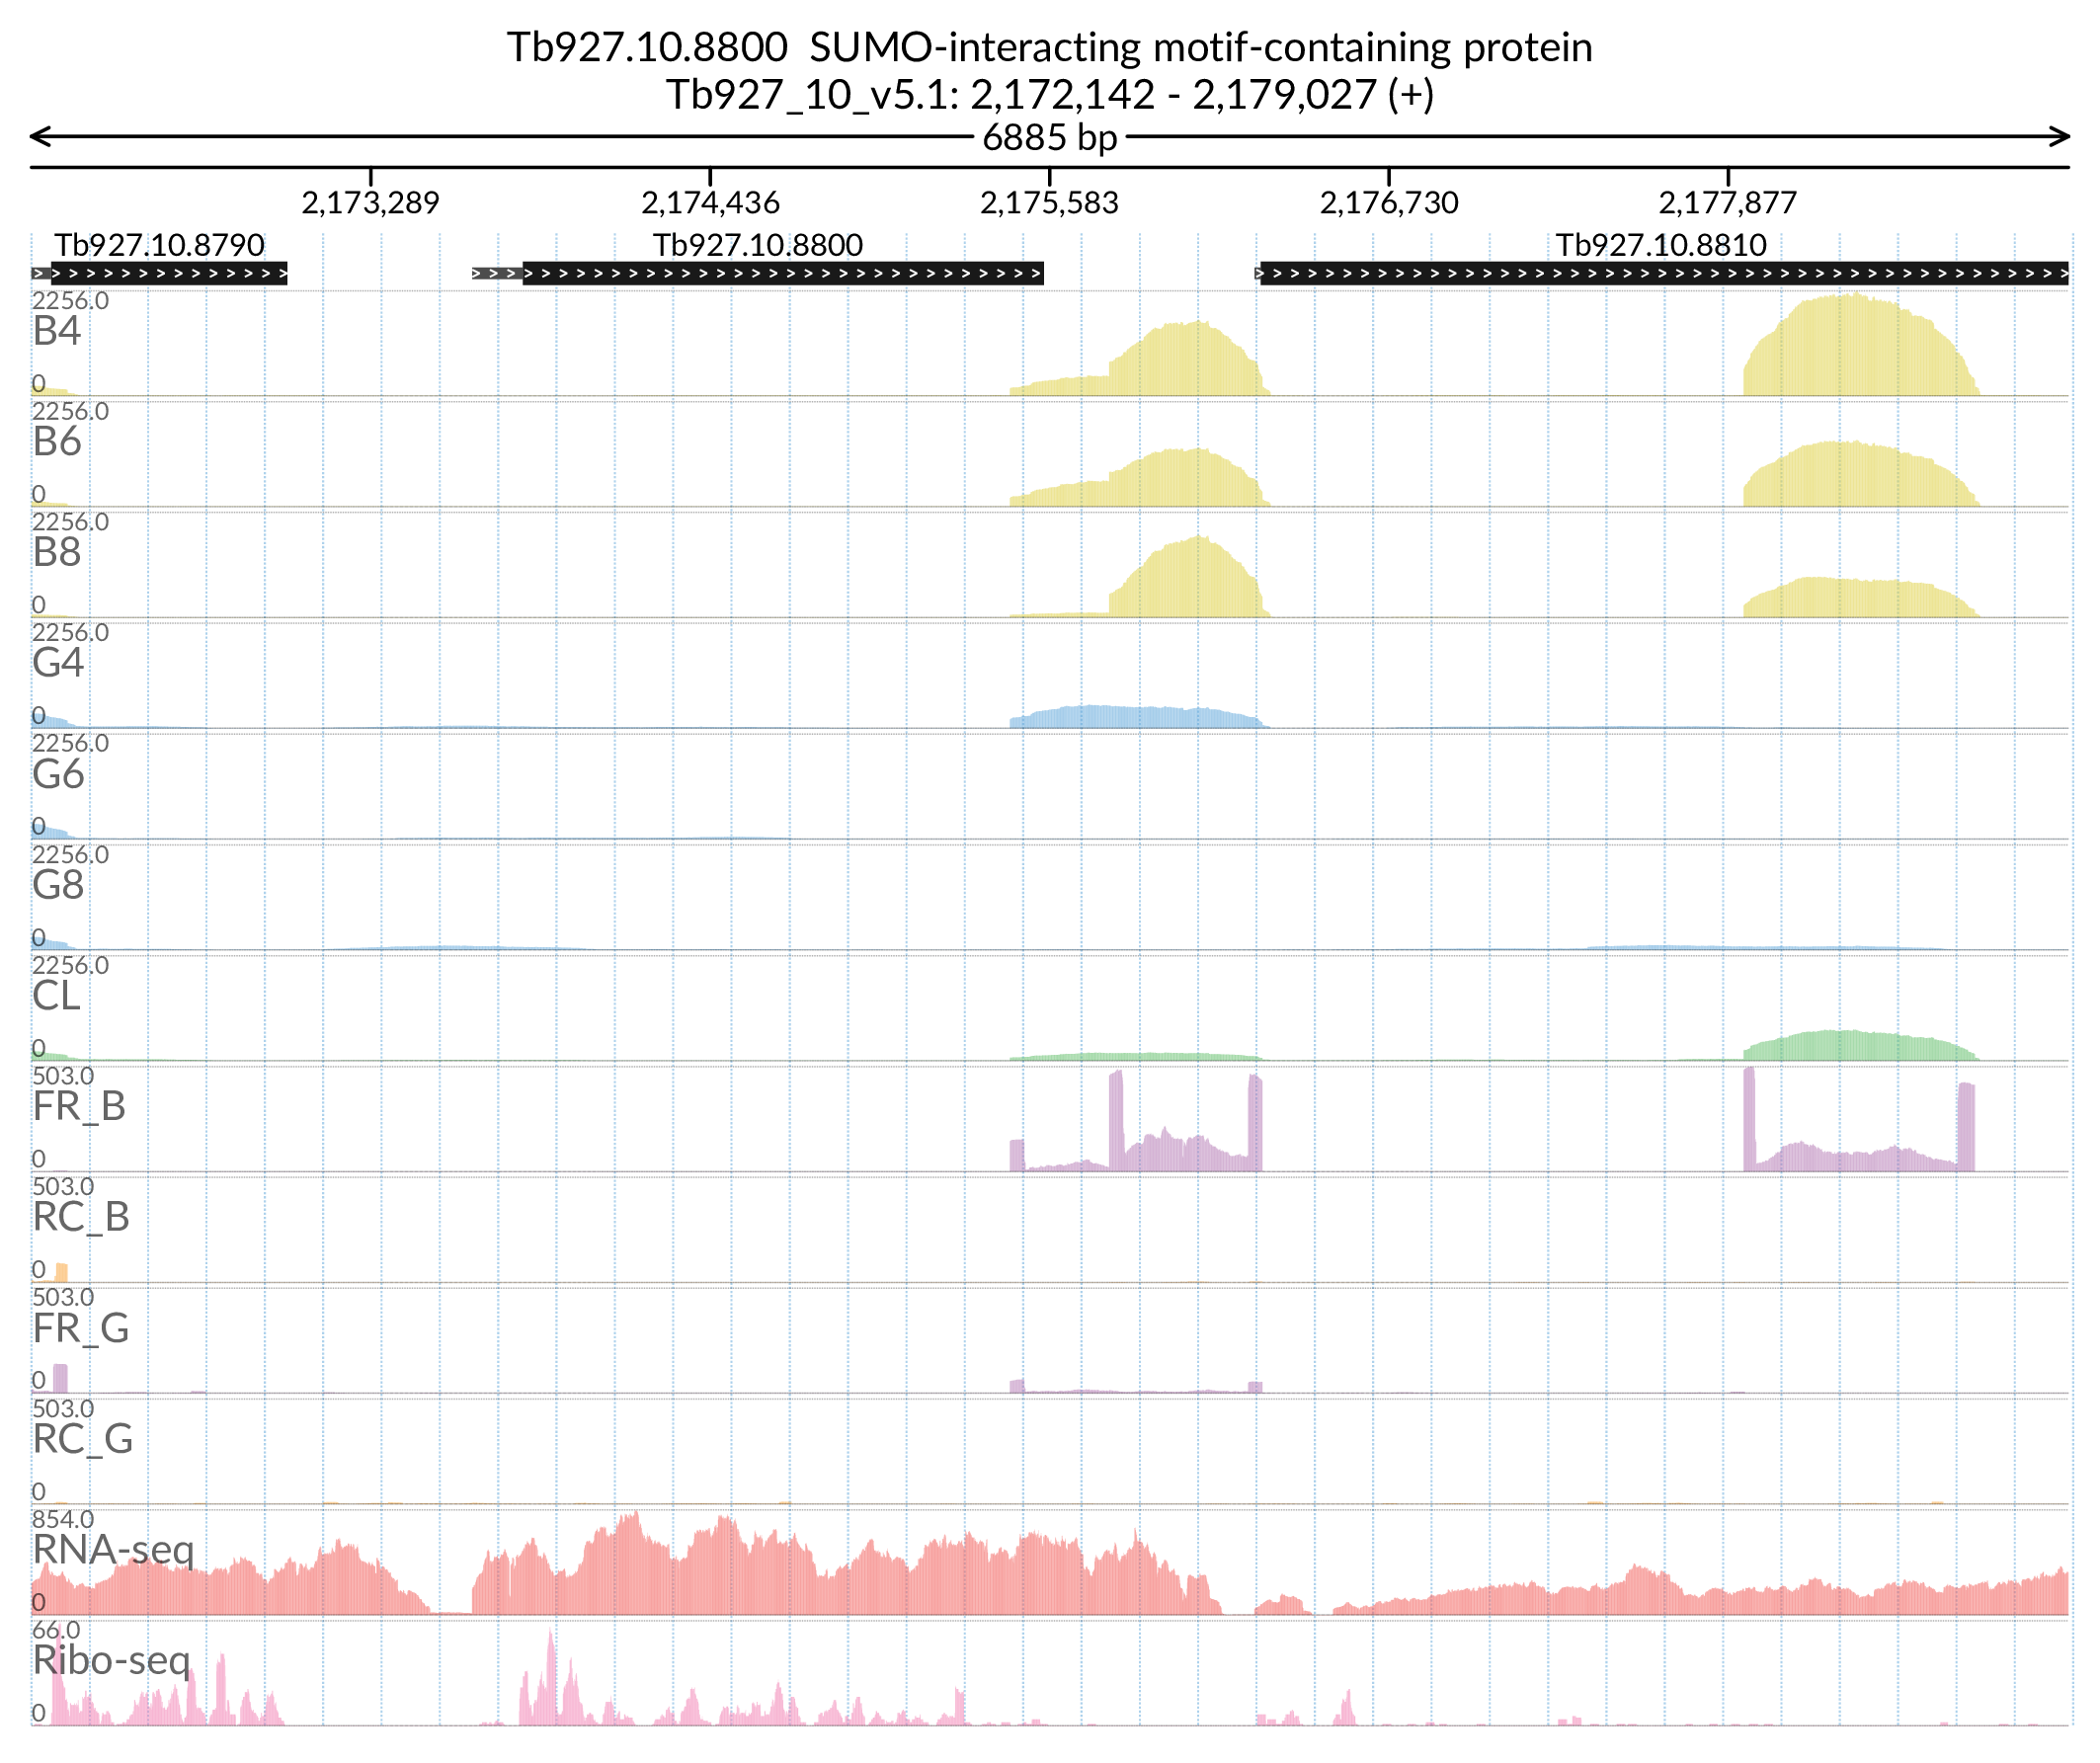 Tb927.10.8800 SUMO-interacting motif-containing protein
Tb927_10_v5.1: 2,172,142 - 2,179,027 (+)
6885 bp
2,173,289 2,174,436 2,175,583 2,176,730 2,177,877
Tb927.10.8790 Tb927.10.8800 Tb927.10.8810
2256.0
B4
0
2256.0
B6
0
2256.0
B8
0
2256.0
G4
0
2256.0
G6
0
2256.0
G8
0
2256.0
CL
0
503.0
FR_B
0
503.0
RC_B
0
503.0
FR_G
0
503.0
RC_G
0
854.0
RNA-seq
0
66.0
Ribo-seq
0